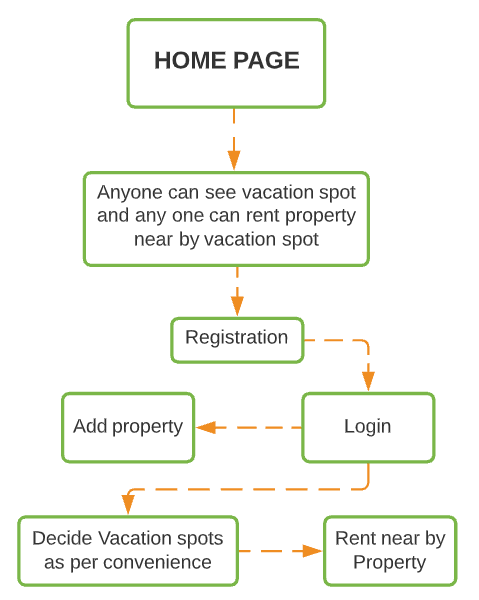 HOME PAGE
Anyone can see vacation spot
and any one can rent property
near by vacation spot
Registration
Add property
Login
Decide Vacation spots
as per convenience
Rent near by
Property